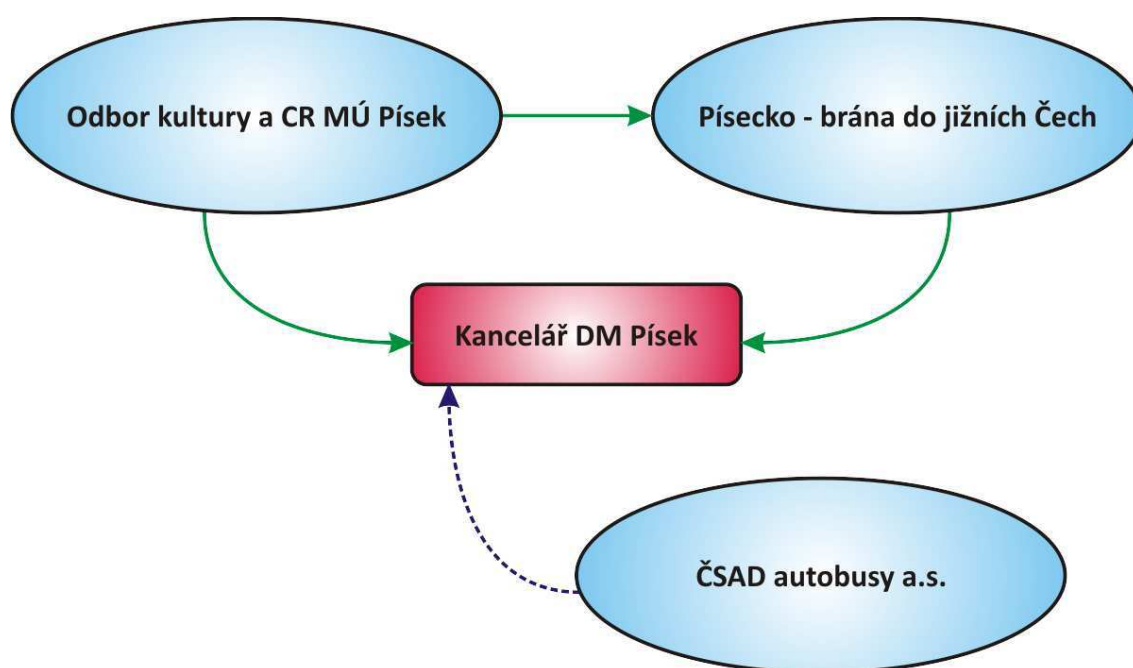 Odbor kultury a CR MÚ Písek
Písecko - brána do jižních Čech
Kancelář DM Písek
ČSAD autobusy a.s.